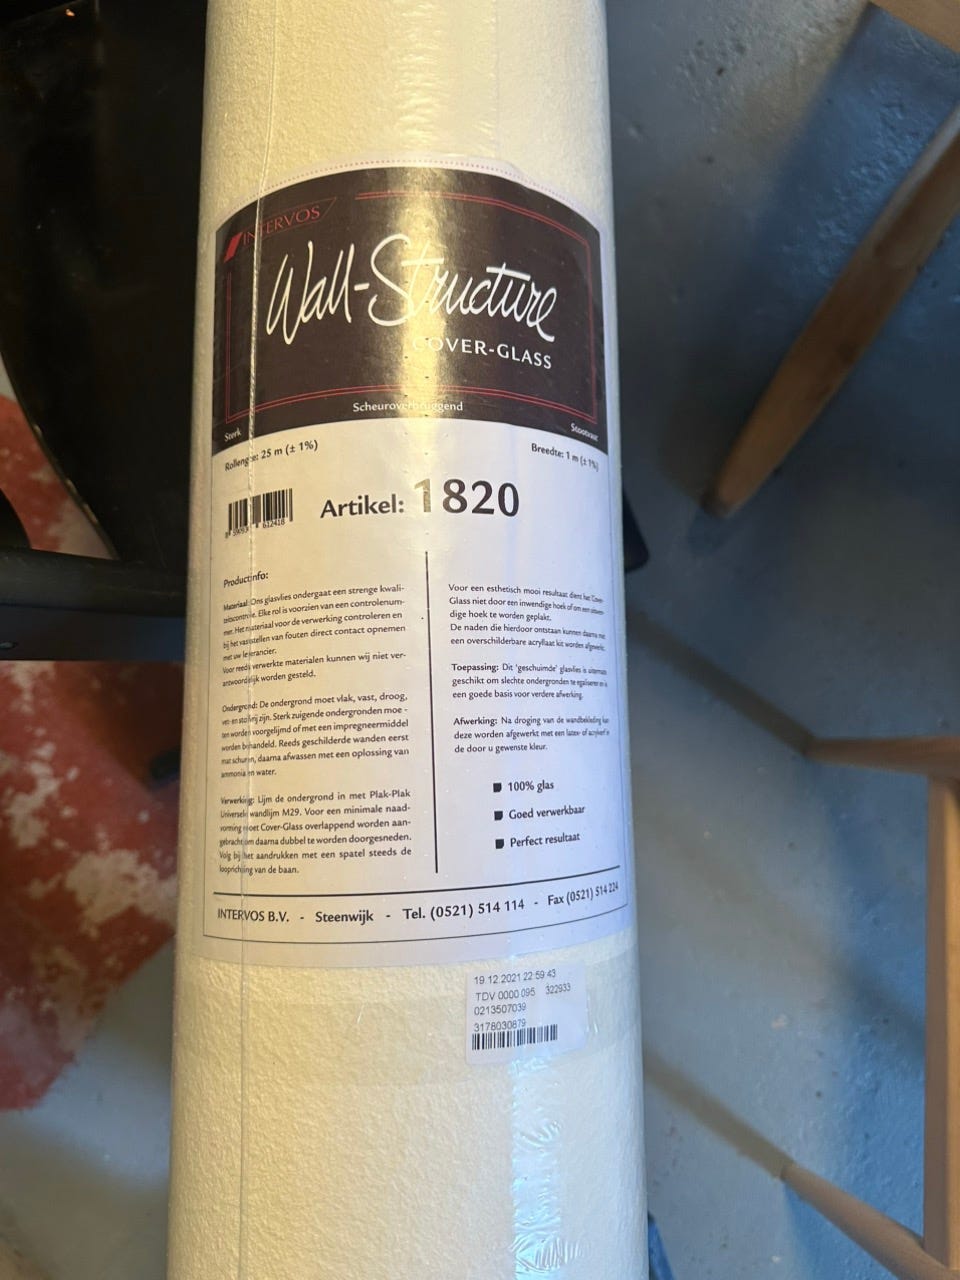 INTERVOS
Wall-Structure
COVER-GLASS
Scheuroverbruggend
Sterk
Stootvast
Rollengte: 25 m (± 1%)
Breedte: 1 m (± 1%)
Artikel: 1820
Productinfo:
Materiaal: Ons glasvlies ondergaat een strenge kwali-
teitscontrole. Elke rol is voorzien van een controlenum-
mer. Het materiaal voor de verwerking controleren en
bij het vaststellen van fouten direct contact opnemen
met uw leverancier.
Voor reeds verwerkte materialen kunnen wij niet ver-
antwoordelijk worden gesteld.
Ondergrond: De ondergrond moet vlak, vast, droog,
vet- en stofvrij zijn. Sterk zuigende ondergronden moe -
ten worden voorgelijmd of met een impregneermiddel
worden behandeld. Reeds geschilderde wanden eerst
mat schuren, daarna afwassen met een oplossing van
ammonia en water.
Verwerking: Lijm de ondergrond in met Plak-Plak
Universele wandlijm M29. Voor een minimale naad-
vorming moet Cover-Glass overlappend worden aan-
gebracht om daarna dubbel te worden doorgesneden.
Volg bij het aandrukken met een spatel steeds de
looprichting van de baan.
Voor een esthetisch mooi resultaat dient het Cover-
Glass niet door een inwendige hoek of om een uitwen-
dige hoek te worden geplakt.
De naden die hierdoor ontstaan kunnen daarna met
een overschilderbare acrylaat kit worden afgewerkt.
Toepassing: Dit 'geschuimde' glasvlies is uitermate
geschikt om slechte ondergronden te egaliseren en is
een goede basis voor verdere afwerking.
Afwerking: Na droging van de wandbekleding kan
deze worden afgewerkt met een latex- of acrylverf in
de door u gewenste kleur.
100% glas
Goed verwerkbaar
Perfect resultaat
INTERVOS B.V. - Steenwijk - Tel. (0521) 514 114 - Fax (0521) 514 224
19.12.2021 22:59:43
TDV 0000 095 322933
0213507039
3178030879